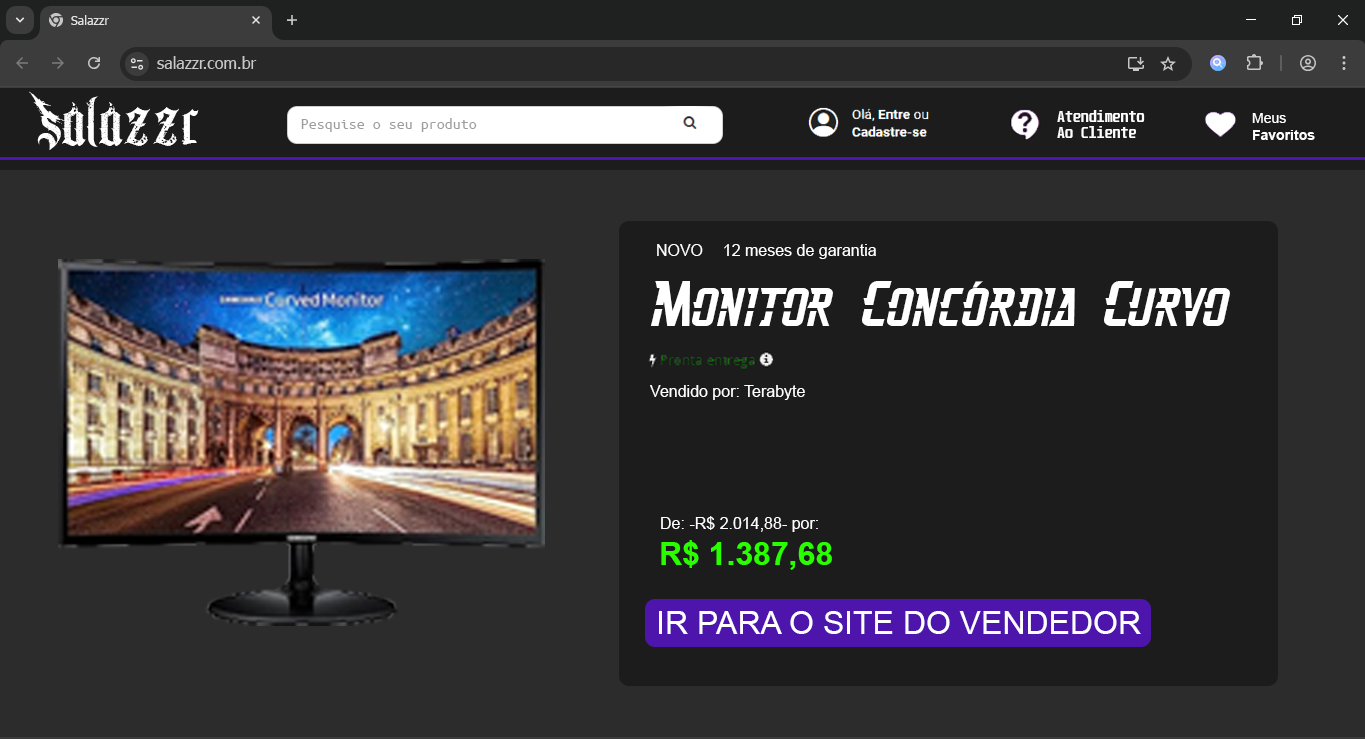 Salazzr
salazzr.com.br
Salazzr
Pesquise o seu produto
Olá, Entre ou
Cadastre-se
Atendimento
Ao Cliente
Meus
Favoritos
NOVO 12 meses de garantia
Monitor Concórdia Curvo
Pronta entrega
Vendido por: Terabyte
De: -R$ 2.014,88- por:
R$ 1.387,68
IR PARA O SITE DO VENDEDOR
SAMSUNG Curved Monitor